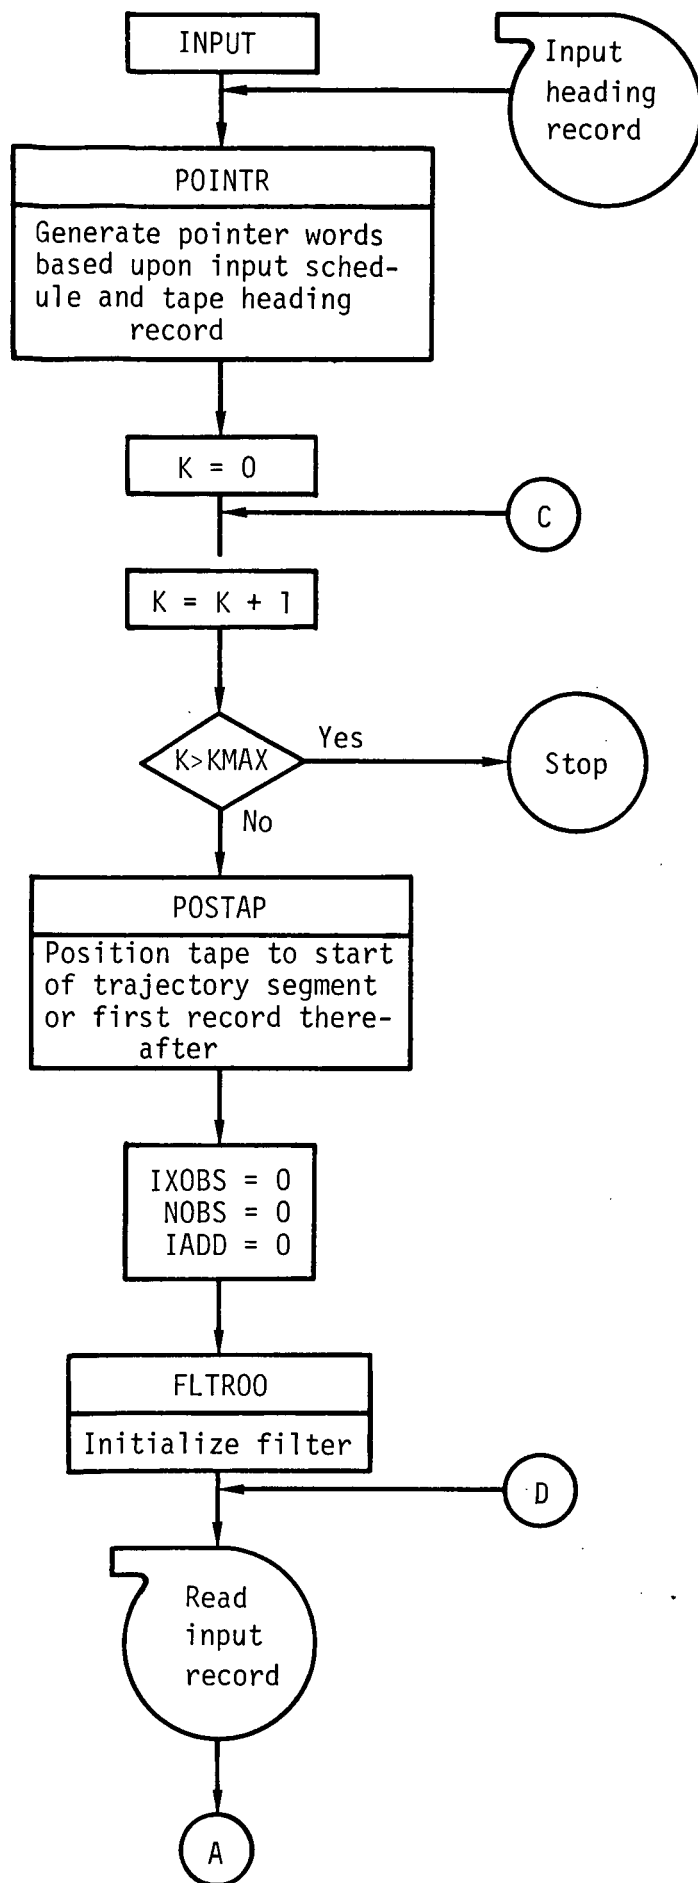 INPUT
Input
heading
record
POINTR
Generate pointer words
based upon input sched-
ule and tape heading
record
K = 0
C
K = K + 1
K>KMAX
Yes
Stop
No
POSTAP
Position tape to start
of trajectory segment
or first record there-
after
IXOBS = 0
NOBS = 0
IADD = 0
FLTROO
Initialize filter
D
Read
input
record
A